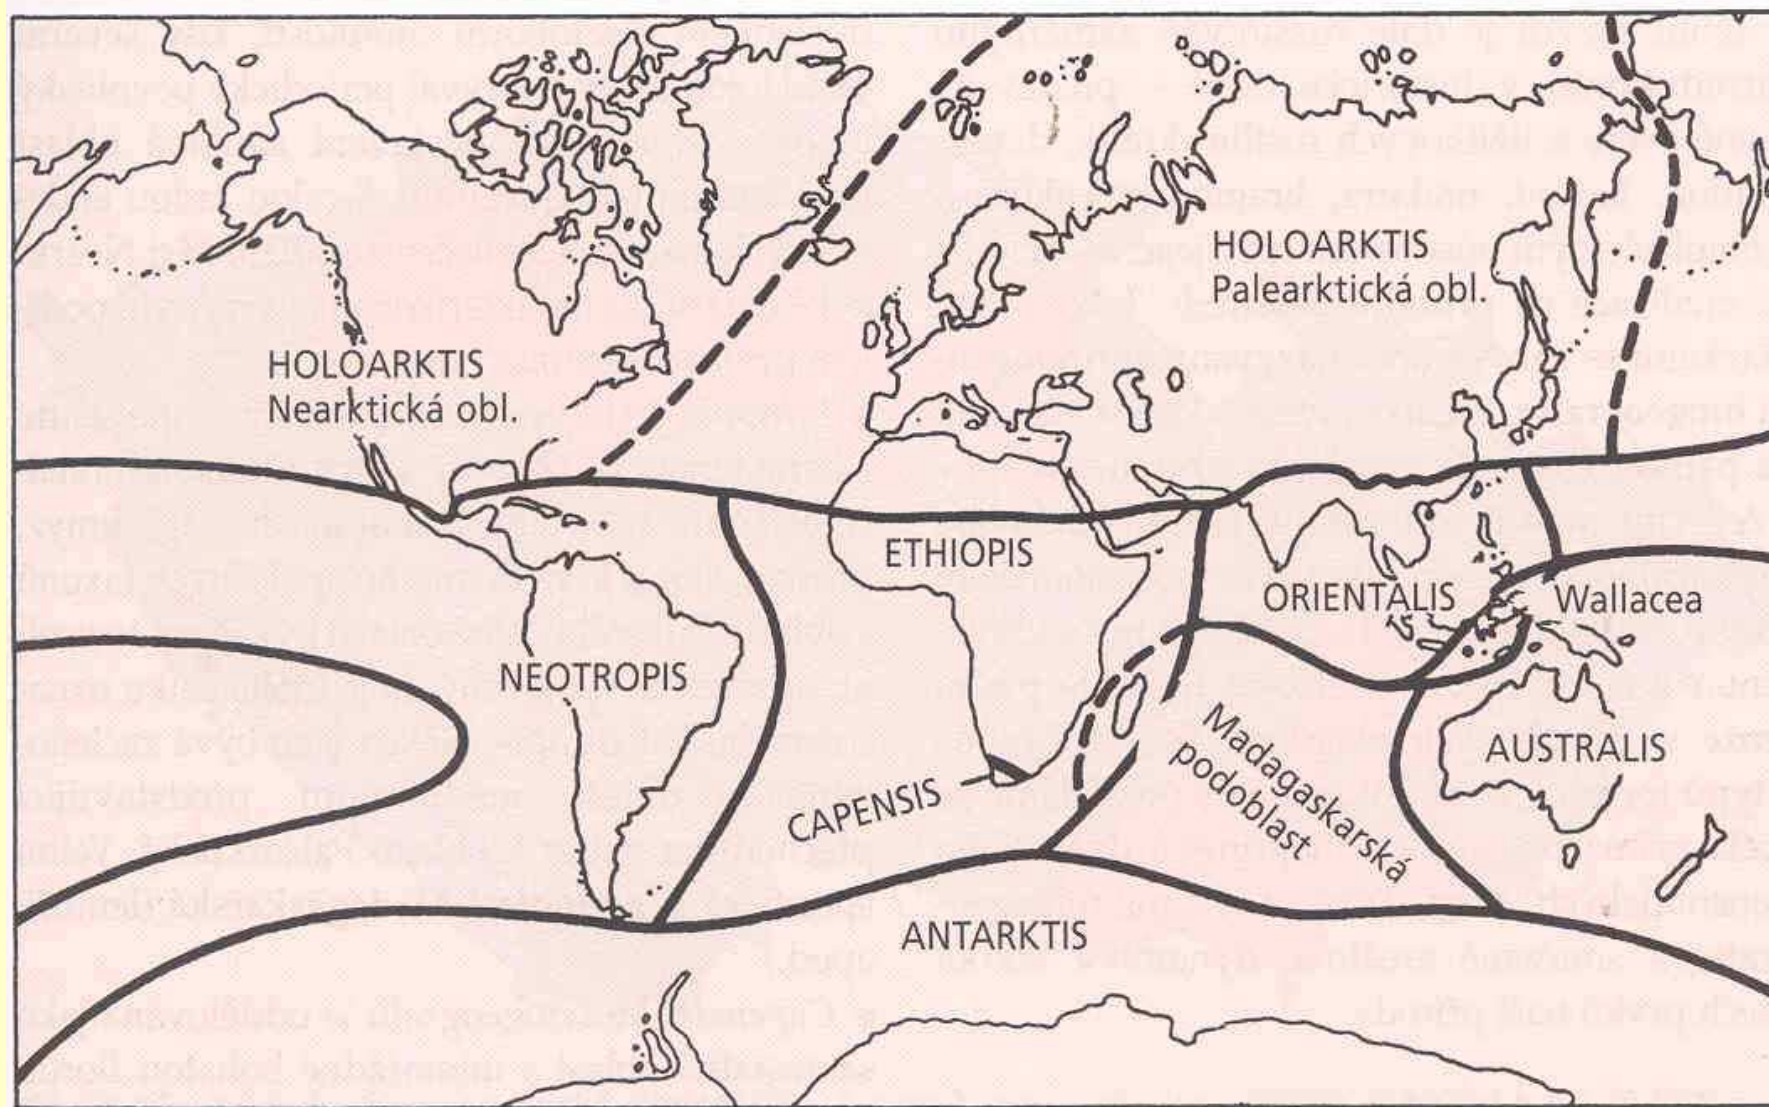 HOLOARKTIS
Palearktická obl.
HOLOARKTIS
Nearktická obl.
ETHIOPIS
ORIENTALIS
Wallacea
NEOTROPIS
Madagaskarská
podoblast
AUSTRALIS
CAPENSIS
ANTARKTIS